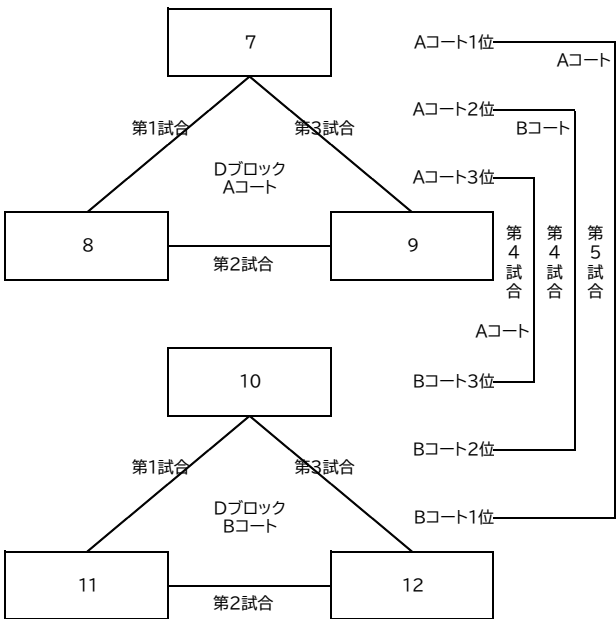 7
Aコート1位
Aコート
Aコート2位
第1試合
第3試合
Bコート
Dブロック
Aコート
Aコート3位
8
9
第2試合
第4試合
第4試合
第5試合
Aコート
10
Bコート3位
Bコート2位
第1試合
第3試合
Dブロック
Bコート
Bコート1位
11
12
第2試合